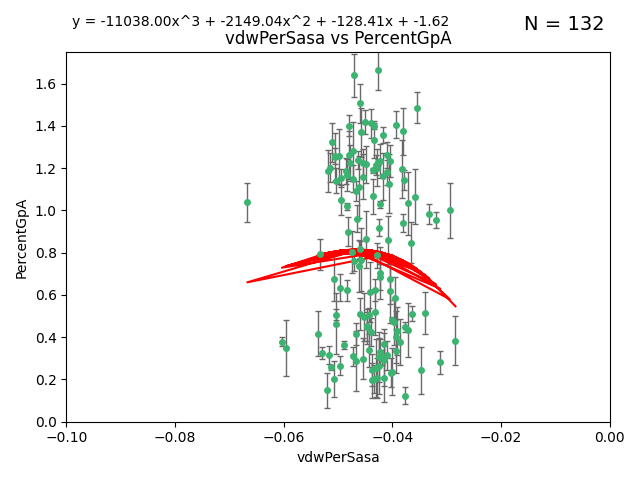 y = -11038.00x^3 + -2149.04x^2 + -128.41x + -1.62
N = 132
vdwPerSasa vs PercentGpA
PercentGpA
1.6
1.4
1.2
1.0
0.8
0.6
0.4
0.2
0.0
−0.10 −0.08 −0.06 −0.04 −0.02 0.00
vdwPerSasa